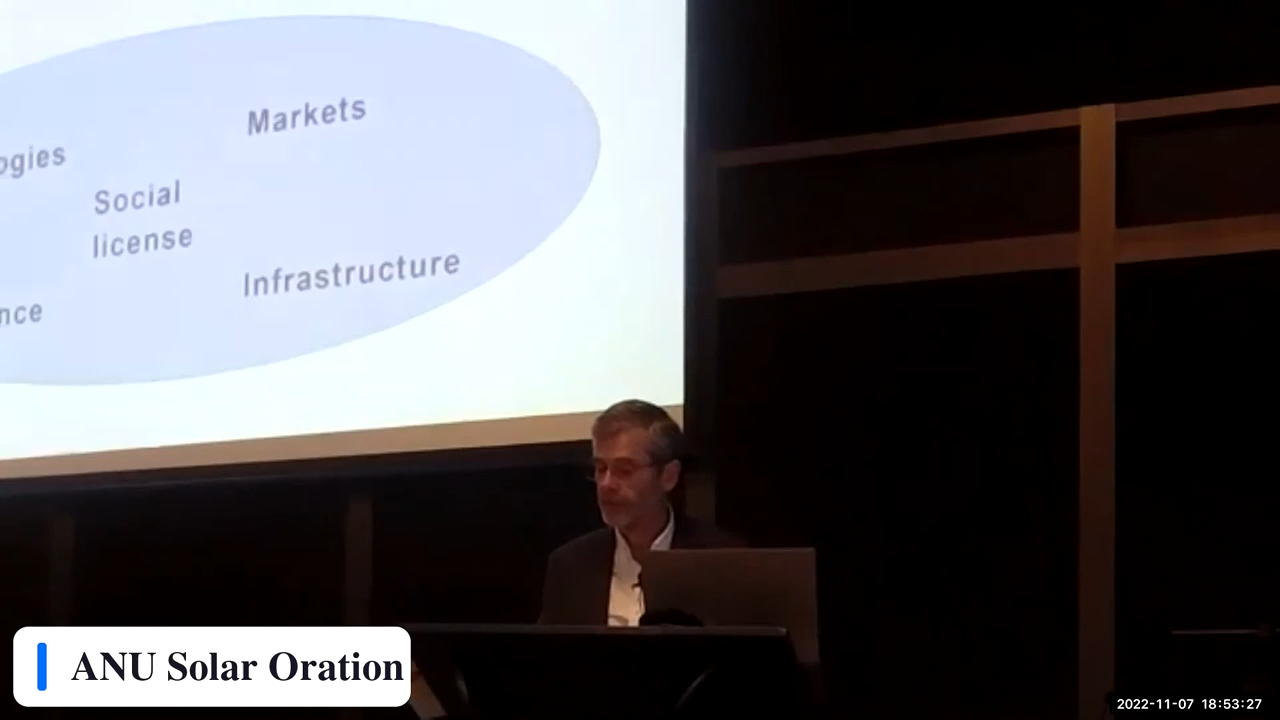 Markets
ogies
Social
license
Infrastructure
nce
ANU Solar Oration
2022-11-07 18:53:27